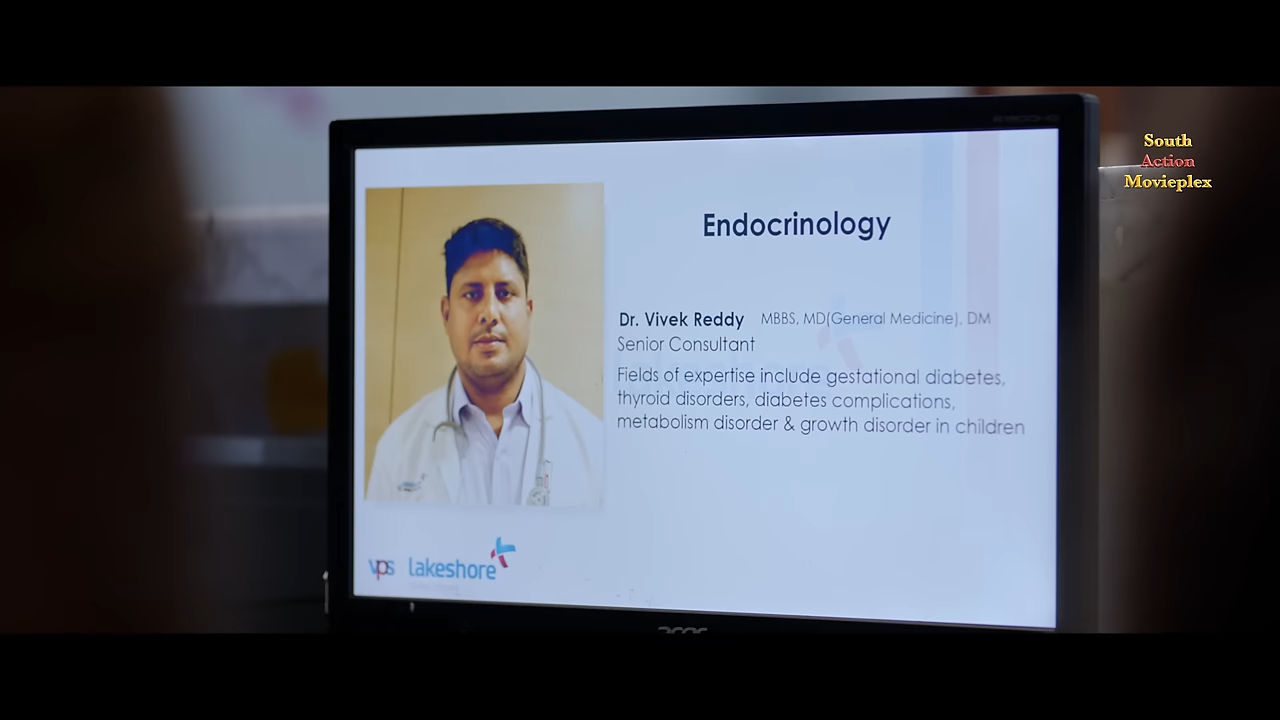 South
Action
Movieplex
Endocrinology
Dr. Vivek Reddy MBBS, MD(General Medicine), DM
Senior Consultant
Fields of expertise include gestational diabetes,
thyroid disorders, diabetes complications,
metabolism disorder & growth disorder in children
vps lakeshore
acer